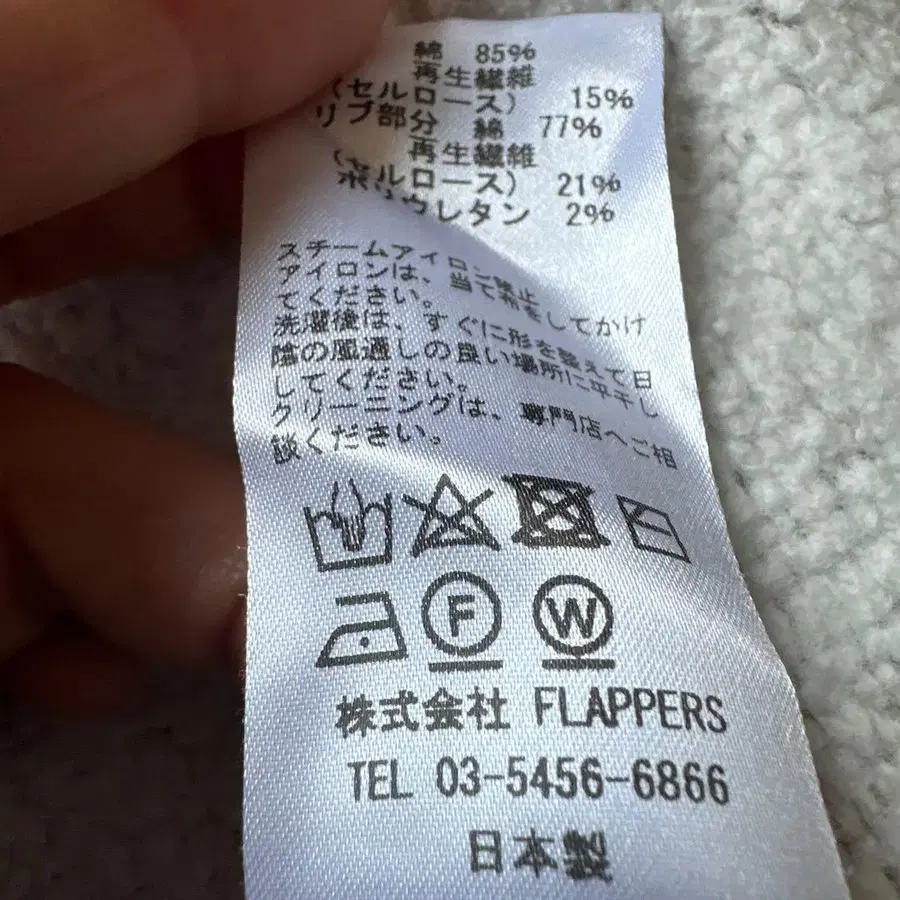 綿 85%
再生繊維
(セルロース) 15%
リブ部分 綿 77%
再生繊維
(セルロース) 21%
ポリウレタン 2%
スチームアイロン禁止
アイロンは、当て布をしてかけ
てください。
洗濯後は、すぐに形を整えて日
陰の風通しの良い場所に平干し
してください。
クリーニングは、専門店へご相
談ください。
F W
株式会社 FLAPPERS
TEL 03-5456-6866
日本製